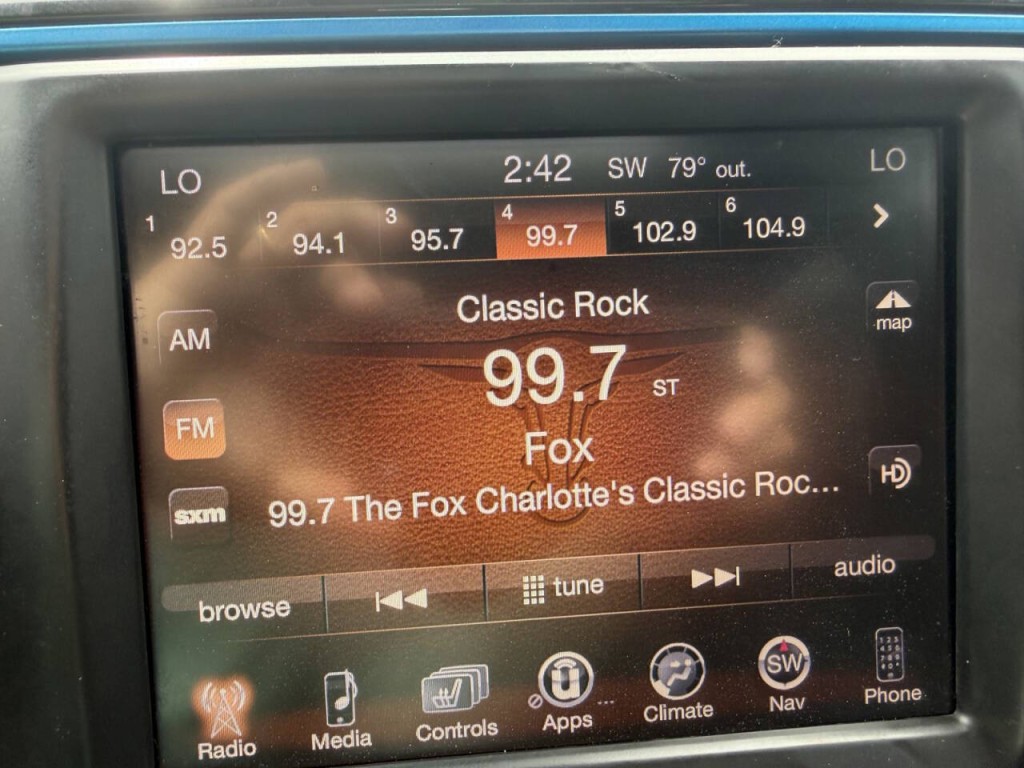 LO 2:42 SW 79° out. LO
1 92.5 2 94.1 3 95.7 4 99.7 5 102.9 6 104.9
Classic Rock
map
AM
99.7 ST
FM
Fox
HD
sxm
99.7 The Fox Charlotte's Classic Roc...
browse tune audio
SW
Radio Media Controls Apps Climate Nav Phone